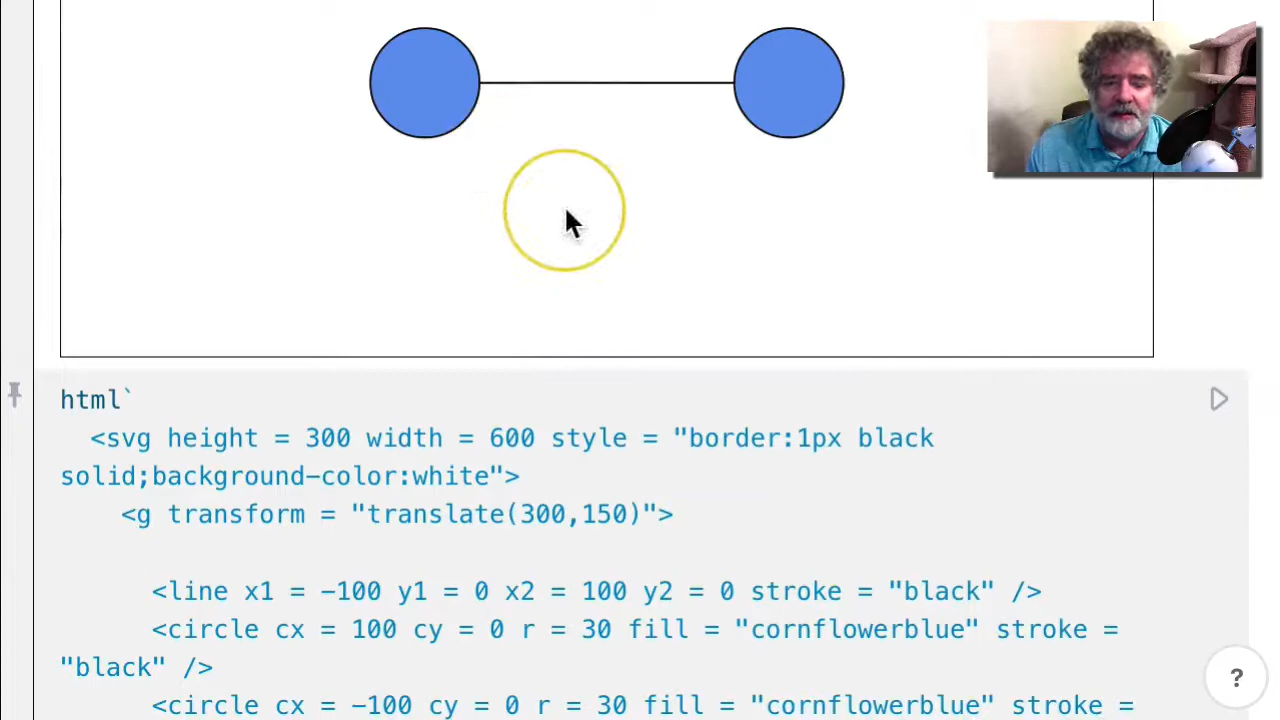 html`
<svg height = 300 width = 600 style = "border:1px black
solid;background-color:white">
<g transform = "translate(300,150)">
<line x1 = -100 y1 = 0 x2 = 100 y2 = 0 stroke = "black" />
<circle cx = 100 cy = 0 r = 30 fill = "cornflowerblue" stroke =
"black" />
<circle cx = -100 cy = 0 r = 30 fill = "cornflowerblue" stroke =
?